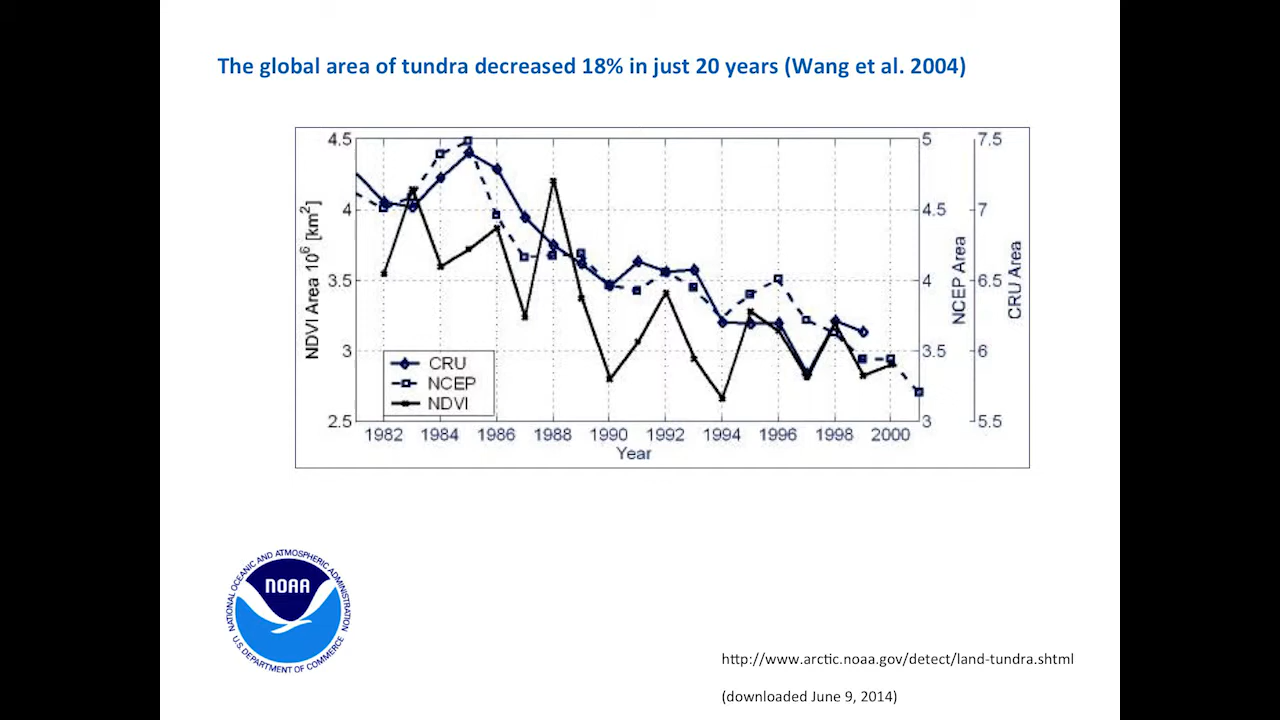 The global area of tundra decreased 18% in just 20 years (Wang et al. 2004)
4.5
4
3.5
3
2.5
NDVI Area 10⁶ [km²]
5
4.5
4
3.5
3
NCEP Area
7.5
7
6.5
6
5.5
CRU Area
CRU
NCEP
NDVI
1982 1984 1986 1988 1990 1992 1994 1996 1998 2000
Year
NATIONAL OCEANIC AND ATMOSPHERIC ADMINISTRATION
NOAA
U.S. DEPARTMENT OF COMMERCE
http://www.arctic.noaa.gov/detect/land-tundra.shtml
(downloaded June 9, 2014)